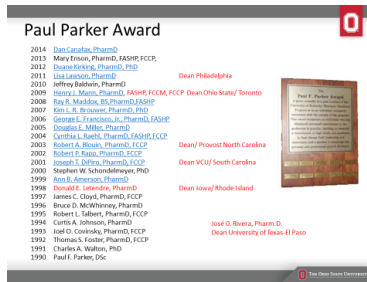 Paul Parker Award
2014 Dan Canafax, PharmD
2013 Mary Enson, PharmD, FASHP, FCCP,
2012 Duane Kirking, PharmD, PhD
2011 Lisa Lawson, PharmD Dean Philadelphia
2010 Jeffrey Baldwin, PharmD
2009 Henry J. Mann, PharmD, FASHP, FCCM, FCCP Dean Ohio State/ Toronto
2008 Ray R. Maddox, BS,PharmD,FASHP
2007 Kim L. R. Brouwer, PharmD, PhD
2006 George E. Francisco, Jr., PharmD, FASHP
2005 Douglas E. Miller, PharmD
2004 Cynthia L. Raehl, PharmD, FASHP, FCCP
2003 Robert A. Blouin, PharmD, FCCP Dean/ Provost North Carolina
2002 Robert P. Rapp, PharmD, FCCP
2001 Joseph T. DiPiro, PharmD, FCCP Dean VCU/ South Carolina
2000 Stephen W. Schondelmeyer, PhD
1999 Ann B. Amerson, PharmD
1998 Donald E. Letendre, PharmD Dean Iowa/ Rhode Island
1997 James C. Cloyd, PharmD, FCCP
1996 Bruce D. McWhinney, PharmD
1995 Robert L. Talbert, PharmD, FCCP
1994 Curtis A. Johnson, PharmD José O. Rivera, Pharm.D.
1993 Joel O. Covinsky, PharmD, FCCP Dean University of Texas-El Paso
1992 Thomas S. Foster, PharmD, FCCP
1991 Charles A. Walton, PhD
1990 Paul F. Parker, DSc
The
Paul F. Parker Award
The Ohio State University